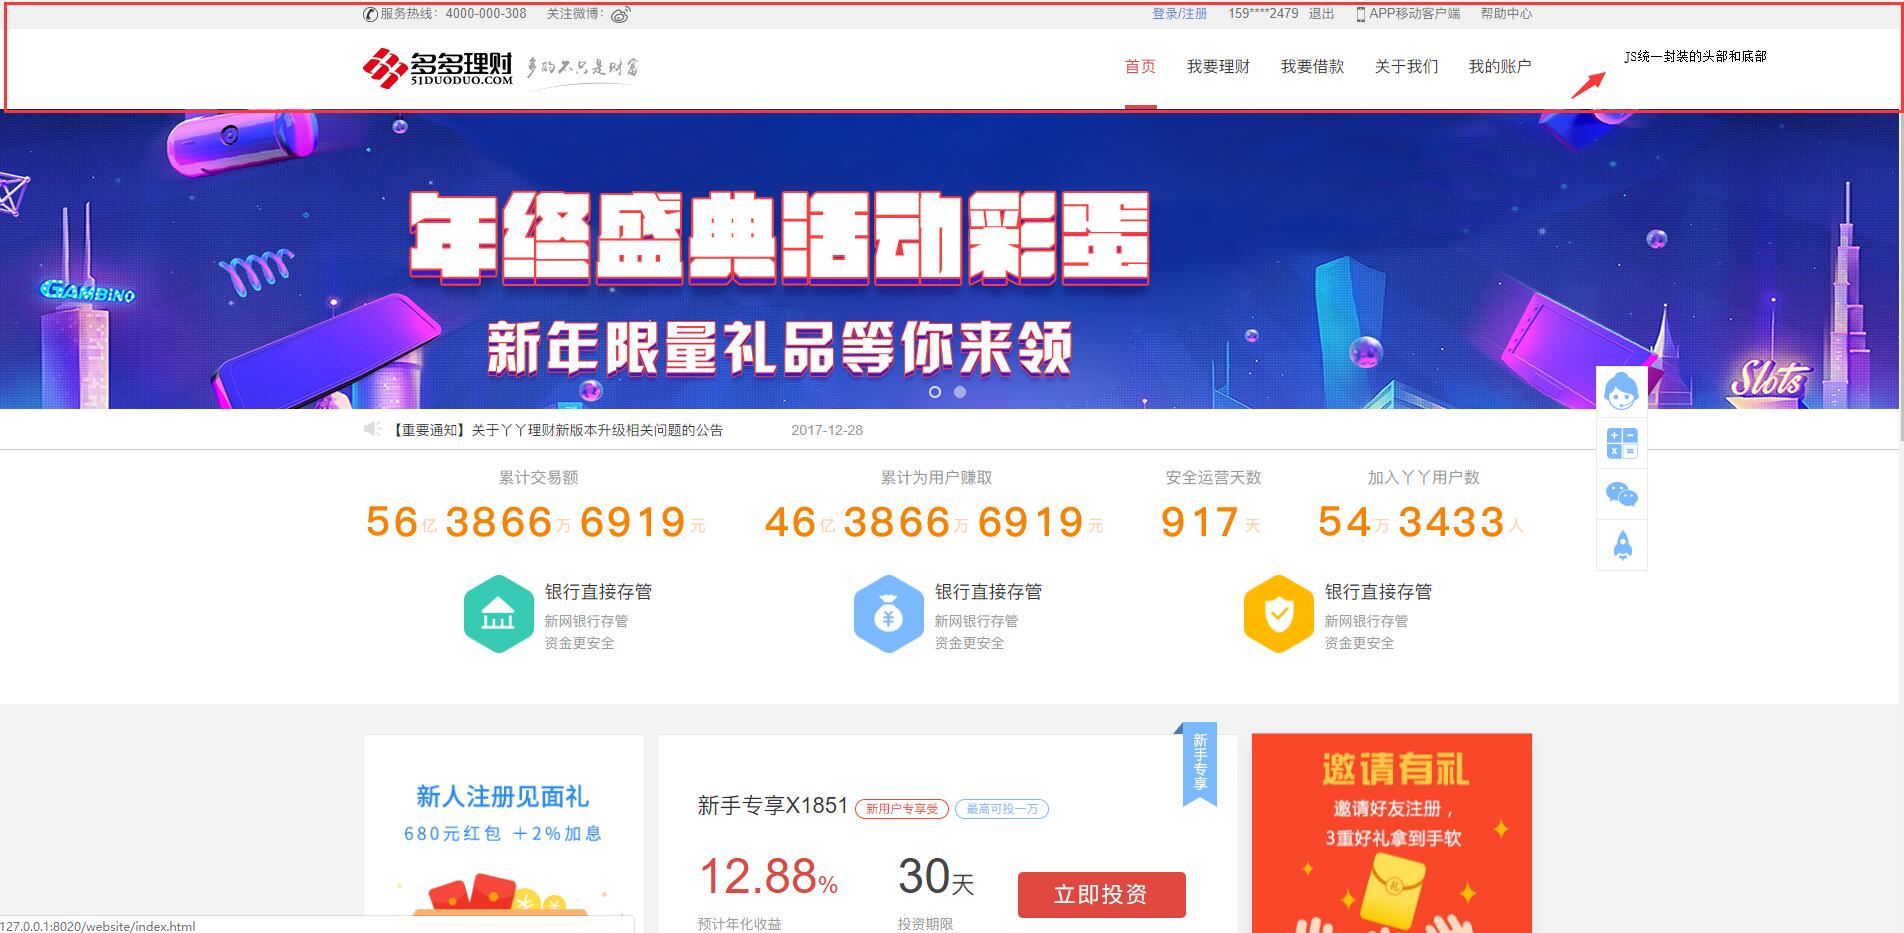 服务热线：4000-000-308 关注微博： 登录/注册 159****2479 退出 APP移动客户端 帮助中心
多多理财 多的不只是财富
51DUODUO.COM
首页 我要理财 我要借款 关于我们 我的账户
JS统一封装的头部和底部
年终盛典活动彩蛋
GAMBINO
新年限量礼品等你来领
Slots
【重要通知】关于丫丫理财新版本升级相关问题的公告 2017-12-28
累计交易额 累计为用户赚取 安全运营天数 加入丫丫用户数
56亿3866万6919元 46亿3866万6919元 917天 54万3433人
银行直接存管 银行直接存管 银行直接存管
新网银行存管 新网银行存管 新网银行存管
资金更安全 资金更安全 资金更安全
新手专享
邀请有礼
新人注册见面礼
新手专享X1851 新用户专享受 最高可投一万
邀请好友注册，
680元红包 +2%加息
3重好礼拿到手软
12.88% 30天 立即投资
礼
预计年化收益 投资期限
127.0.0.1:8020/website/index.html